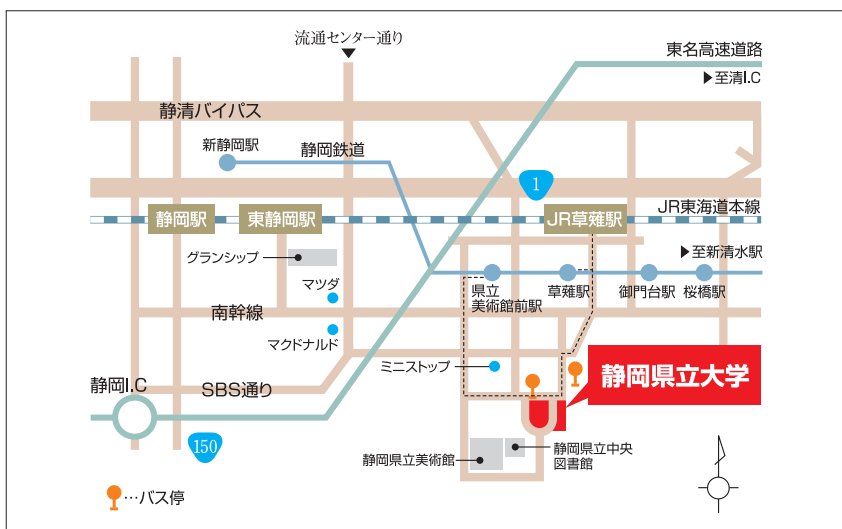 流通センター通り
東名高速道路
▶至清I.C
静清バイパス
新静岡駅
静岡鉄道
1
静岡駅
東静岡駅
JR草薙駅
JR東海道本線
グランシップ
▶至新清水駅
マツダ
県立
美術館前駅
草薙駅
御門台駅
桜橋駅
南幹線
マクドナルド
ミニストップ
静岡県立大学
静岡I.C
SBS通り
150
静岡県立美術館
静岡県立中央
図書館
…バス停